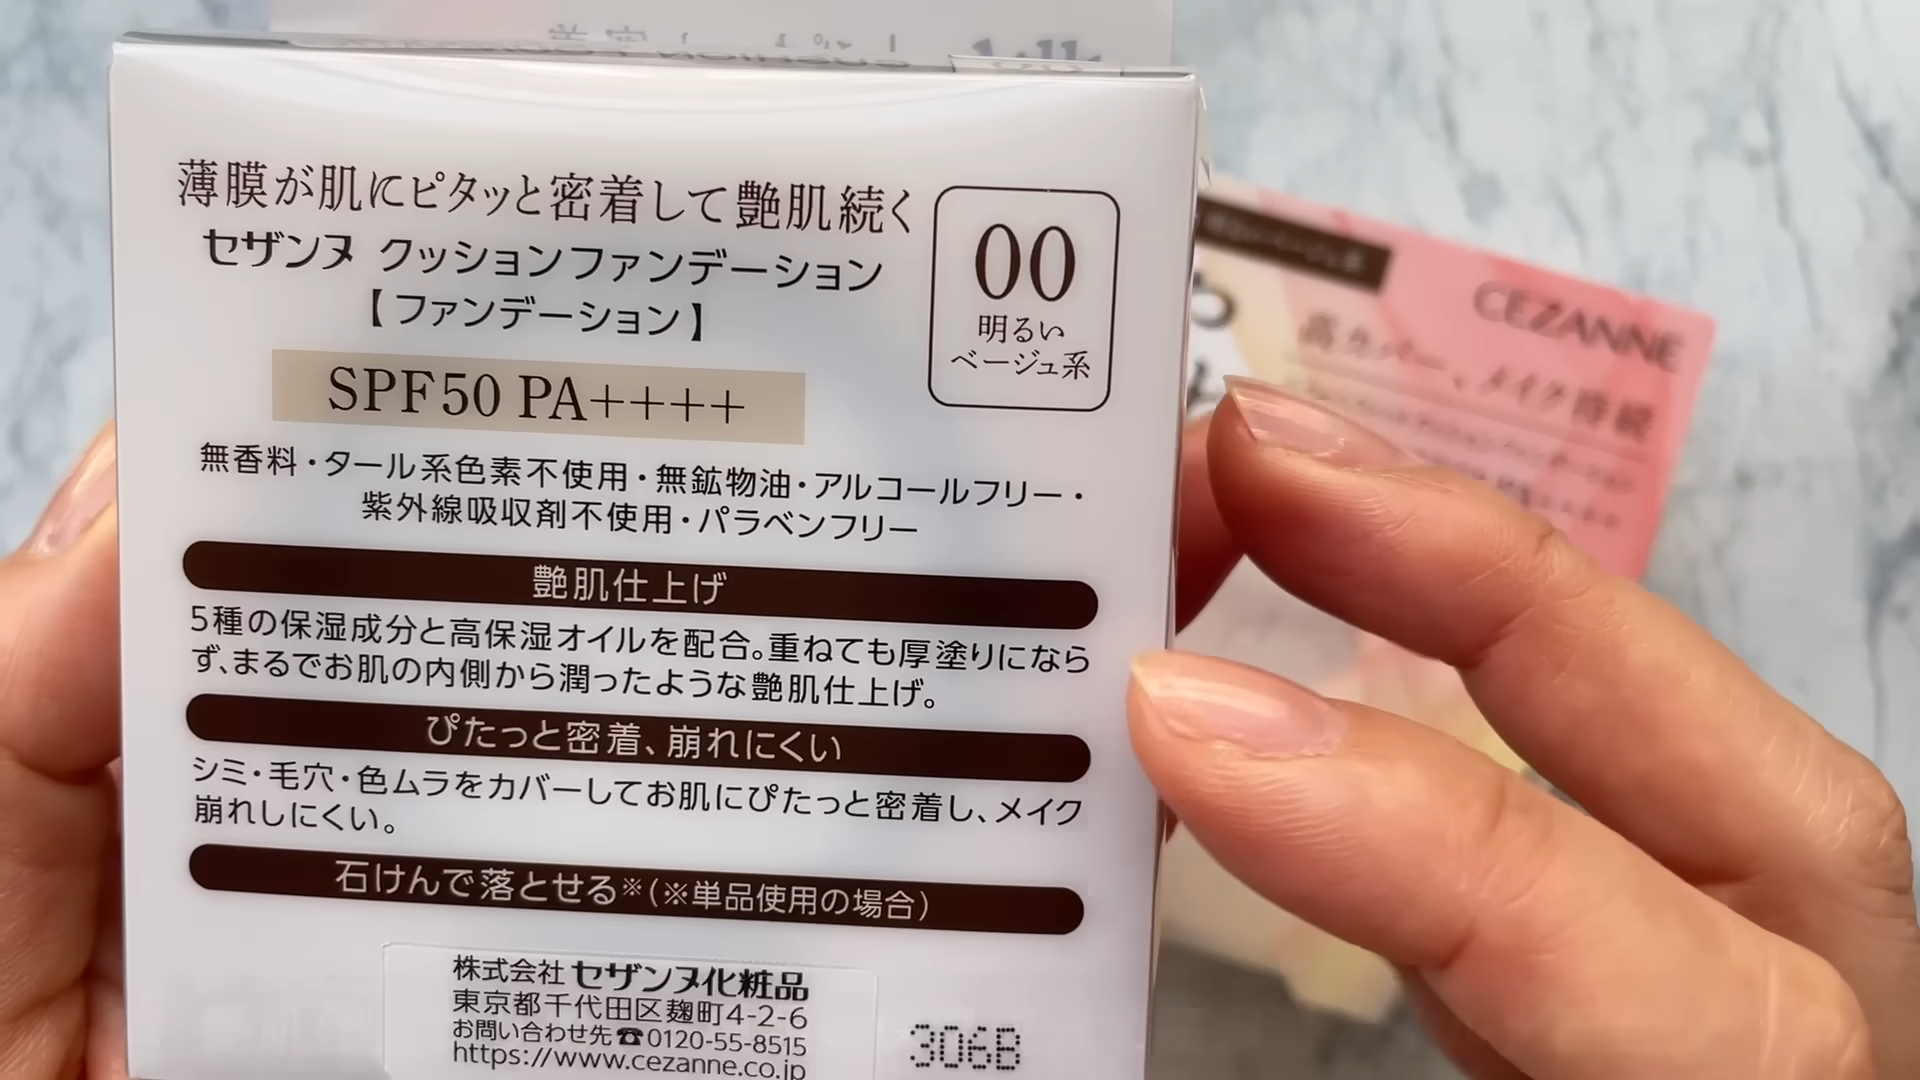 薄膜が肌にピタッと密着して艶肌続く
セザンヌ クッションファンデーション
【ファンデーション】
00
明るい
ベージュ系
SPF50 PA++++
無香料・タール系色素不使用・無鉱物油・アルコールフリー・
紫外線吸収剤不使用・パラベンフリー
艶肌仕上げ
5種の保湿成分と高保湿オイルを配合。重ねても厚塗りになら
ず、まるでお肌の内側から潤ったような艶肌仕上げ。
ぴたっと密着、崩れにくい
シミ・毛穴・色ムラをカバーしてお肌にぴたっと密着し、メイク
崩れしにくい。
石けんで落とせる※(※単品使用の場合)
株式会社 セザンヌ化粧品
東京都千代田区麹町4-2-6
お問い合わせ先☎0120-55-8515
https://www.cezanne.co.jp
306B
CEZANNE
高カバー、メイク持続